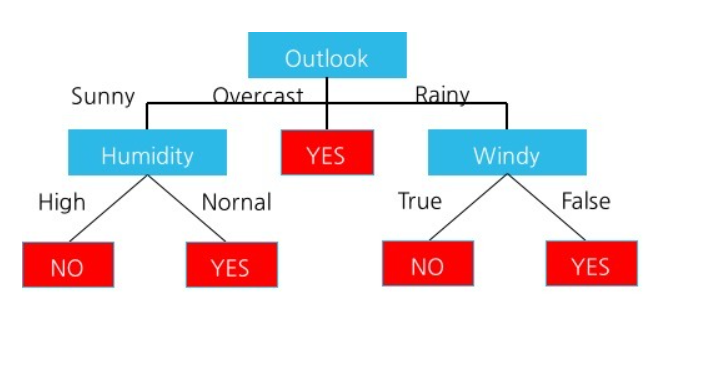 Outlook
Sunny Overcast Rainy
Humidity YES Windy
High Nornal True False
NO YES NO YES